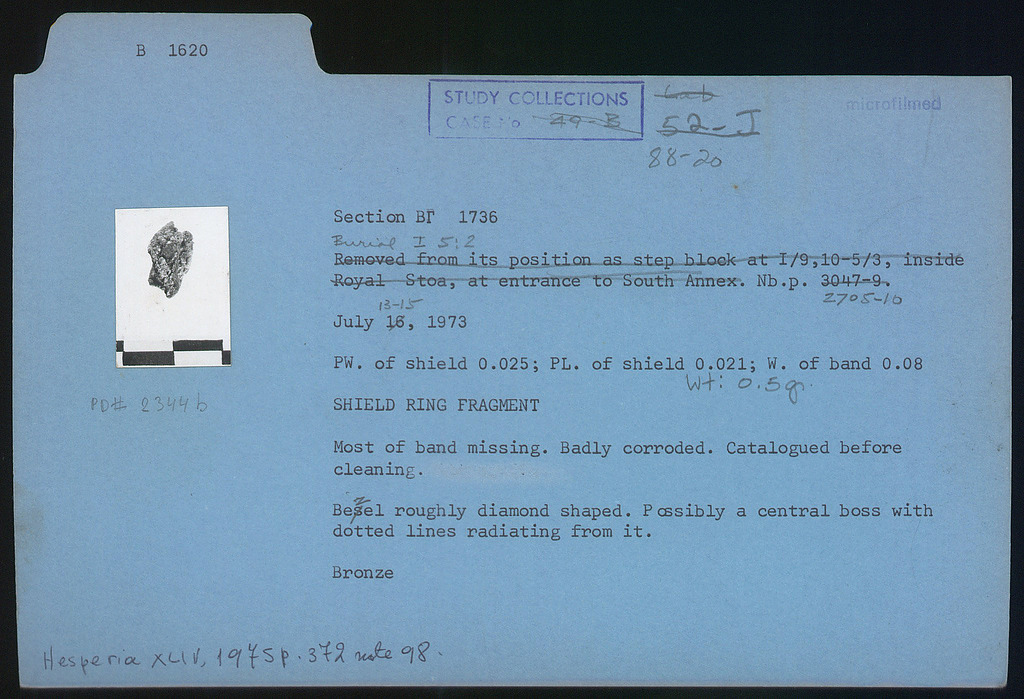 B 1620
STUDY COLLECTIONS
CASE No 49-B
Lab
52-I
88-20
microfilmed
Section BΓ 1736
Burial I 5:2
Removed from its position as step block at I/9,10-5/3, inside
Royal Stoa, at entrance to South Annex. Nb.p. 3047-9.
2705-10
13-15
July 16, 1973
PW. of shield 0.025; PL. of shield 0.021; W. of band 0.08
Wt: 0.5 gr.
PD# 2344b
SHIELD RING FRAGMENT
Most of band missing. Badly corroded. Catalogued before
cleaning.
Bezel roughly diamond shaped. Possibly a central boss with
dotted lines radiating from it.
Bronze
Hesperia XLIV, 1975 p. 372 note 98.